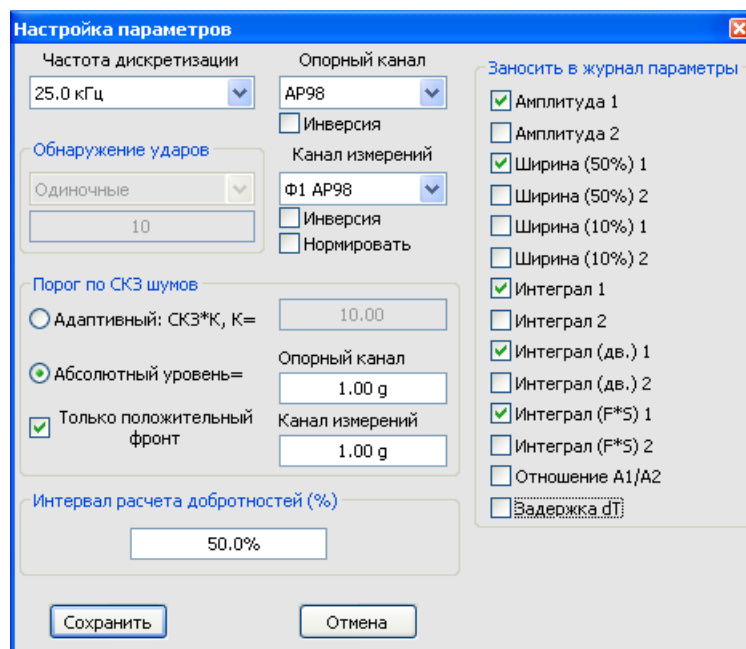 Настройка параметров
Частота дискретизации
25.0 кГц
Обнаружение ударов
Одиночные
10
Опорный канал
АР98
Инверсия
Канал измерений
Ф1 АР98
Инверсия
Нормировать
Порог по СКЗ шумов
Адаптивный: СКЗ*K, K=
10.00
Абсолютный уровень=
Опорный канал
1.00 g
Только положительный
фронт
Канал измерений
1.00 g
Интервал расчета добротностей (%)
50.0%
Заносить в журнал параметры
Амплитуда 1
Амплитуда 2
Ширина (50%) 1
Ширина (50%) 2
Ширина (10%) 1
Ширина (10%) 2
Интеграл 1
Интеграл 2
Интеграл (дв.) 1
Интеграл (дв.) 2
Интеграл (F*S) 1
Интеграл (F*S) 2
Отношение A1/A2
Задержка dT
Сохранить
Отмена